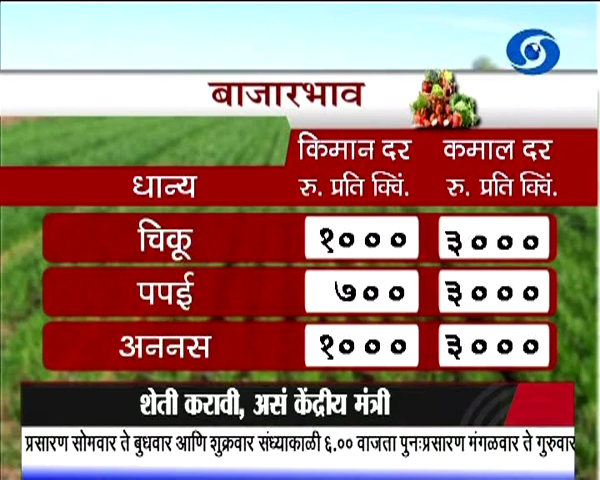 बाजारभाव
किमान दर कमाल दर
धान्य रु. प्रति क्विं. रु. प्रति क्विं.
चिकू १००० ३०००
पपई ७०० ३०००
अननस १००० ३०००
शेती करावी, असं केंद्रीय मंत्री
प्रसारण सोमवार ते बुधवार आणि शुक्रवार संध्याकाळी ६.०० वाजता पुनःप्रसारण मंगळवार ते गुरुवार